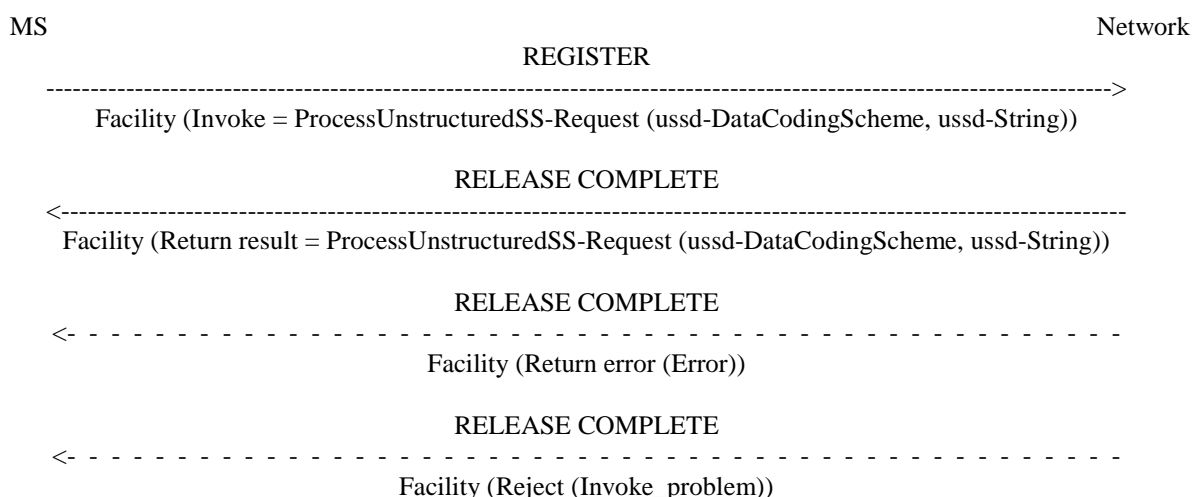 MS Network
REGISTER
------------------------------------------------------------------------------------------------------------------------>
Facility (Invoke = ProcessUnstructuredSS-Request (ussd-DataCodingScheme, ussd-String))
RELEASE COMPLETE
<------------------------------------------------------------------------------------------------------------------------
Facility (Return result = ProcessUnstructuredSS-Request (ussd-DataCodingScheme, ussd-String))
RELEASE COMPLETE
<- - - - - - - - - - - - - - - - - - - - - - - - - - - - - - - - - - - - - - - - - - - - - - - - - -
Facility (Return error (Error))
RELEASE COMPLETE
<- - - - - - - - - - - - - - - - - - - - - - - - - - - - - - - - - - - - - - - - - - - - - - - - - -
Facility (Reject (Invoke_problem))